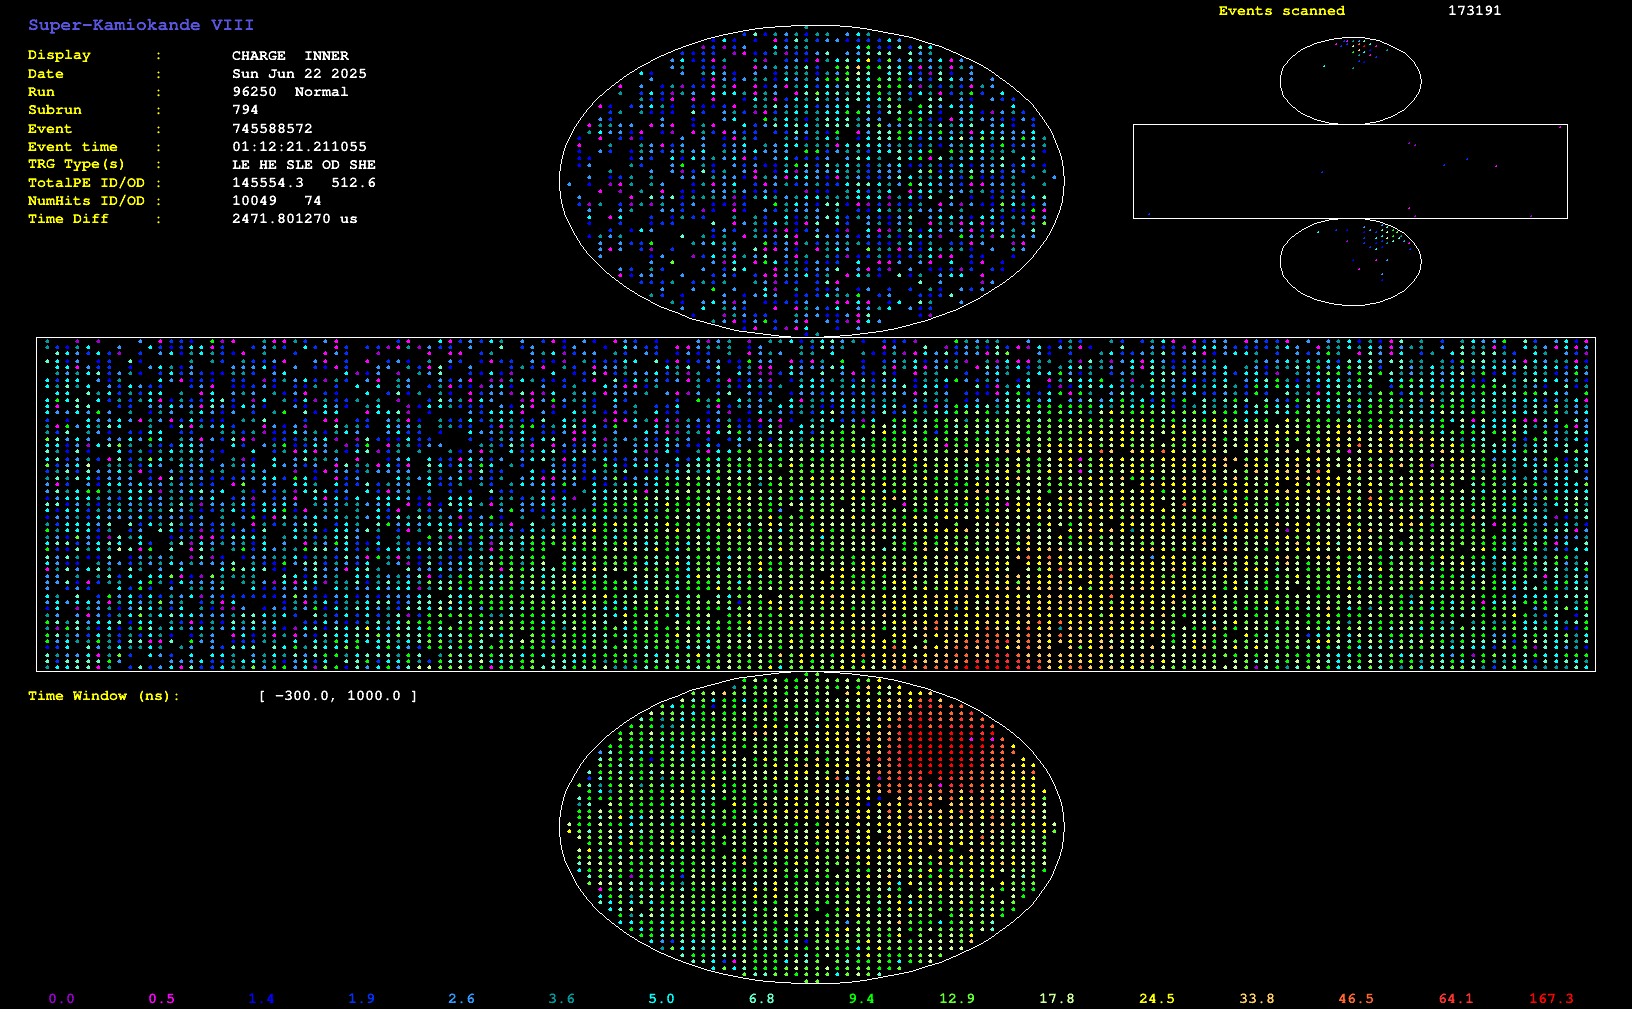 Super-Kamiokande VIII
Events scanned 173191
Display : CHARGE INNER
Date : Sun Jun 22 2025
Run : 96250 Normal
Subrun : 794
Event : 745588572
Event time : 01:12:21.211055
TRG Type(s) : LE HE SLE OD SHE
TotalPE ID/OD : 145554.3 512.6
NumHits ID/OD : 10049 74
Time Diff : 2471.801270 us
Time Window (ns): [ -300.0, 1000.0 ]
0.0 0.5 1.4 1.9 2.6 3.6 5.0 6.8 9.4 12.9 17.8 24.5 33.8 46.5 64.1 167.3